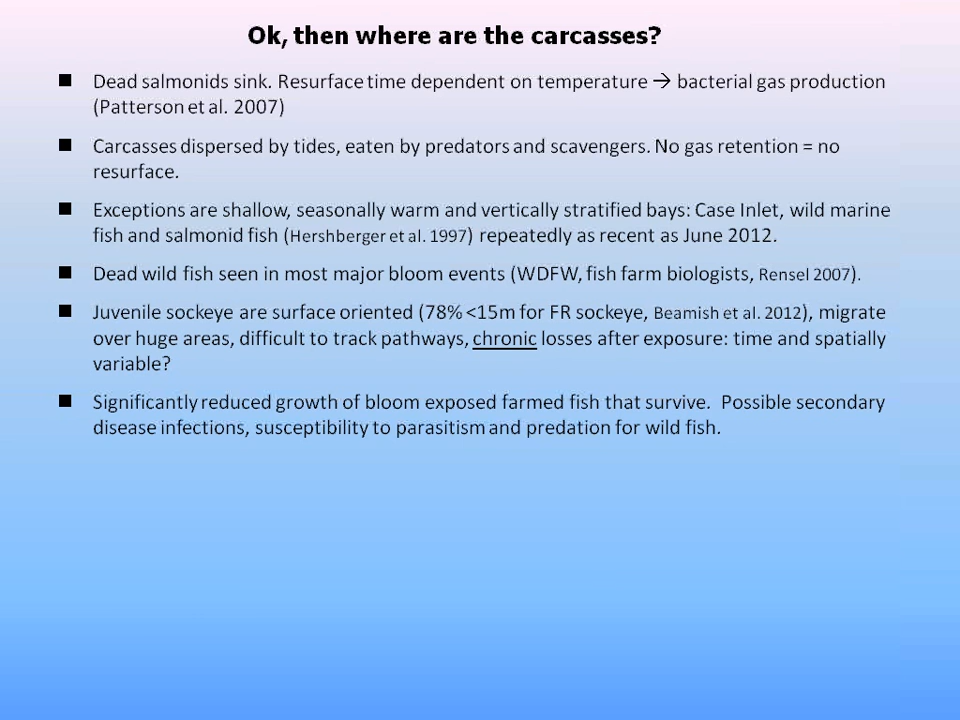 Ok, then where are the carcasses?
■ Dead salmonids sink. Resurface time dependent on temperature → bacterial gas production
(Patterson et al. 2007)
■ Carcasses dispersed by tides, eaten by predators and scavengers. No gas retention = no
resurface.
■ Exceptions are shallow, seasonally warm and vertically stratified bays: Case Inlet, wild marine
fish and salmonid fish (Hershberger et al. 1997) repeatedly as recent as June 2012.
■ Dead wild fish seen in most major bloom events (WDFW, fish farm biologists, Rensel 2007).
■ Juvenile sockeye are surface oriented (78% <15m for FR sockeye, Beamish et al. 2012), migrate
over huge areas, difficult to track pathways, chronic losses after exposure: time and spatially
variable?
■ Significantly reduced growth of bloom exposed farmed fish that survive. Possible secondary
disease infections, susceptibility to parasitism and predation for wild fish.